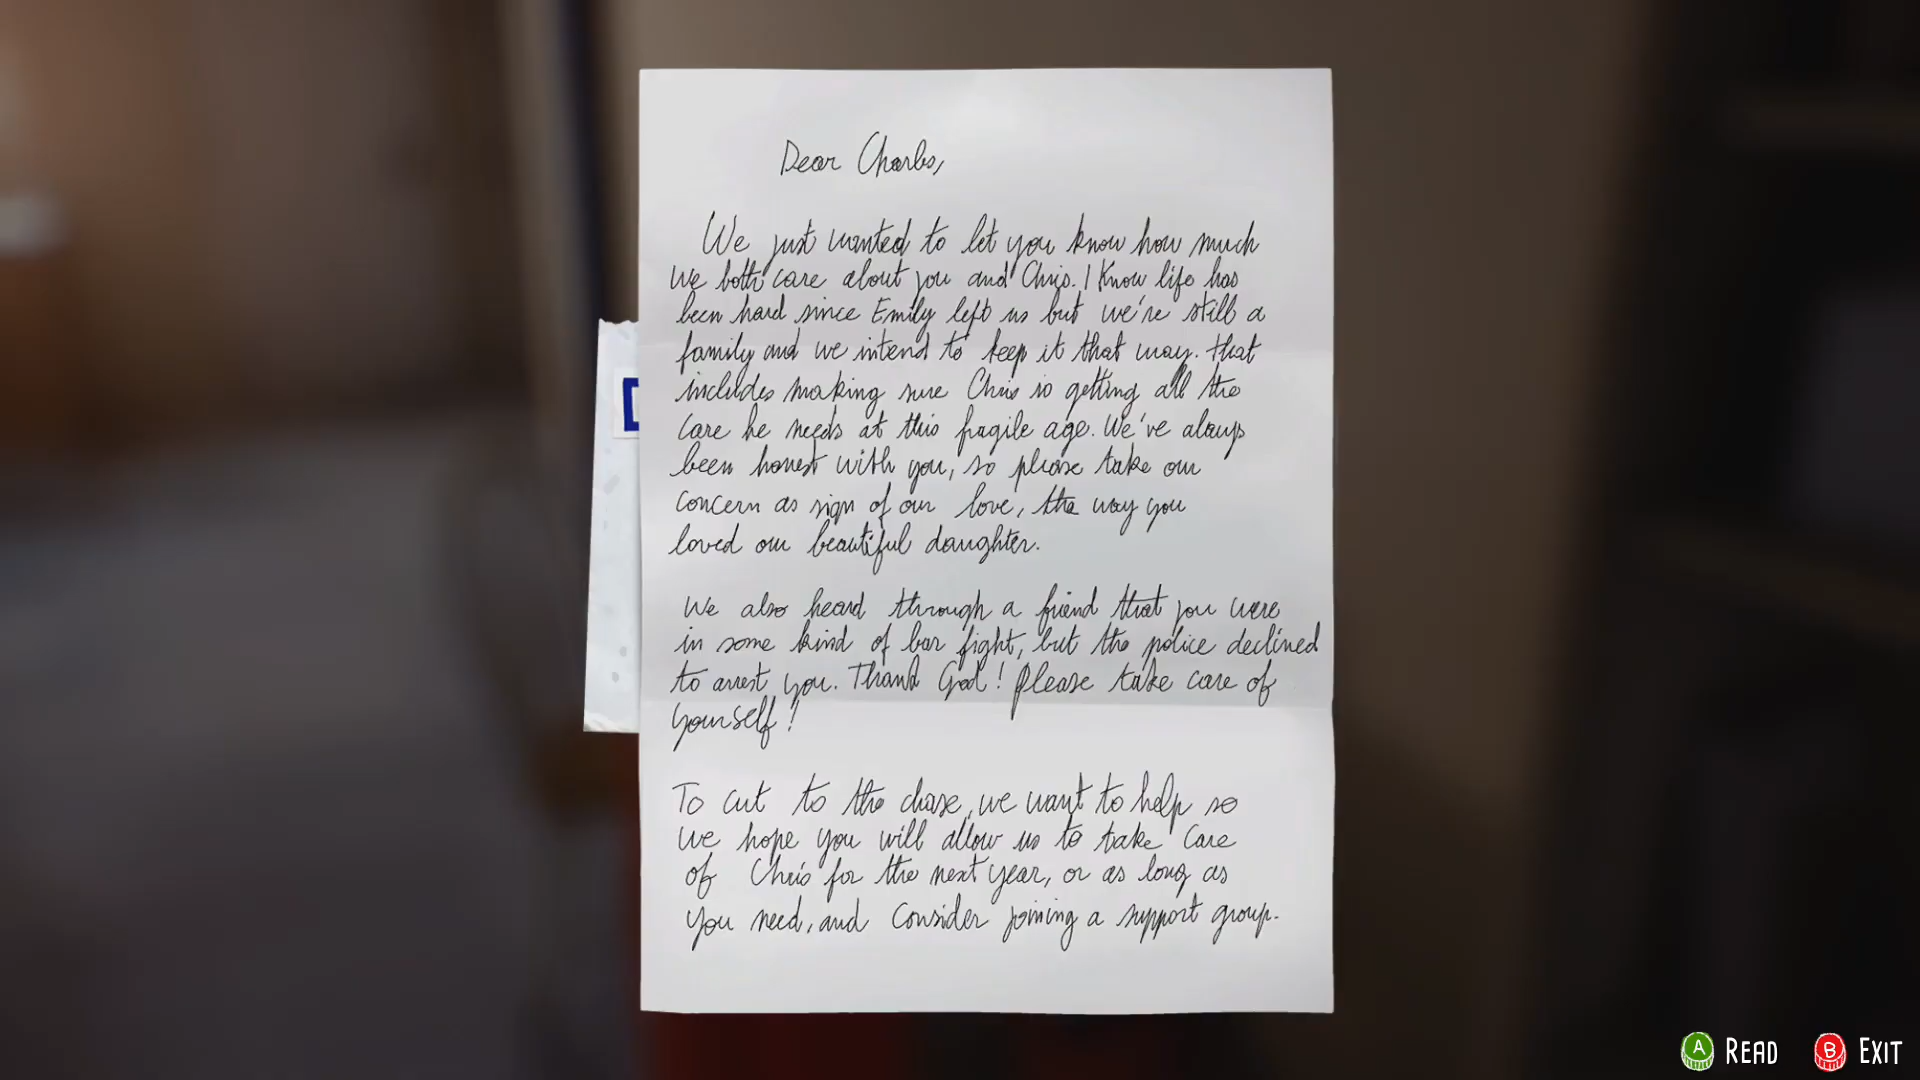 Dear Charles,
We just wanted to let you know how much
we both care about you and Chris. I Know life has
been hard since Emily left us but we're still a
family and we intend to keep it that way. that
includes making sure Chris is getting all the
care he needs at this fragile age. We've always
been honest with you, so please take our
concern as sign of our love, the way you
loved our beautiful daughter.
We also heard through a friend that you were
in some kind of bar fight, but the police declined
to arrest you. Thank God! please take care of
yourself!
To cut to the chase, we want to help so
we hope you will allow us to take care
of Chris for the next year, or as long as
you need, and consider joining a support group.
A READ B EXIT